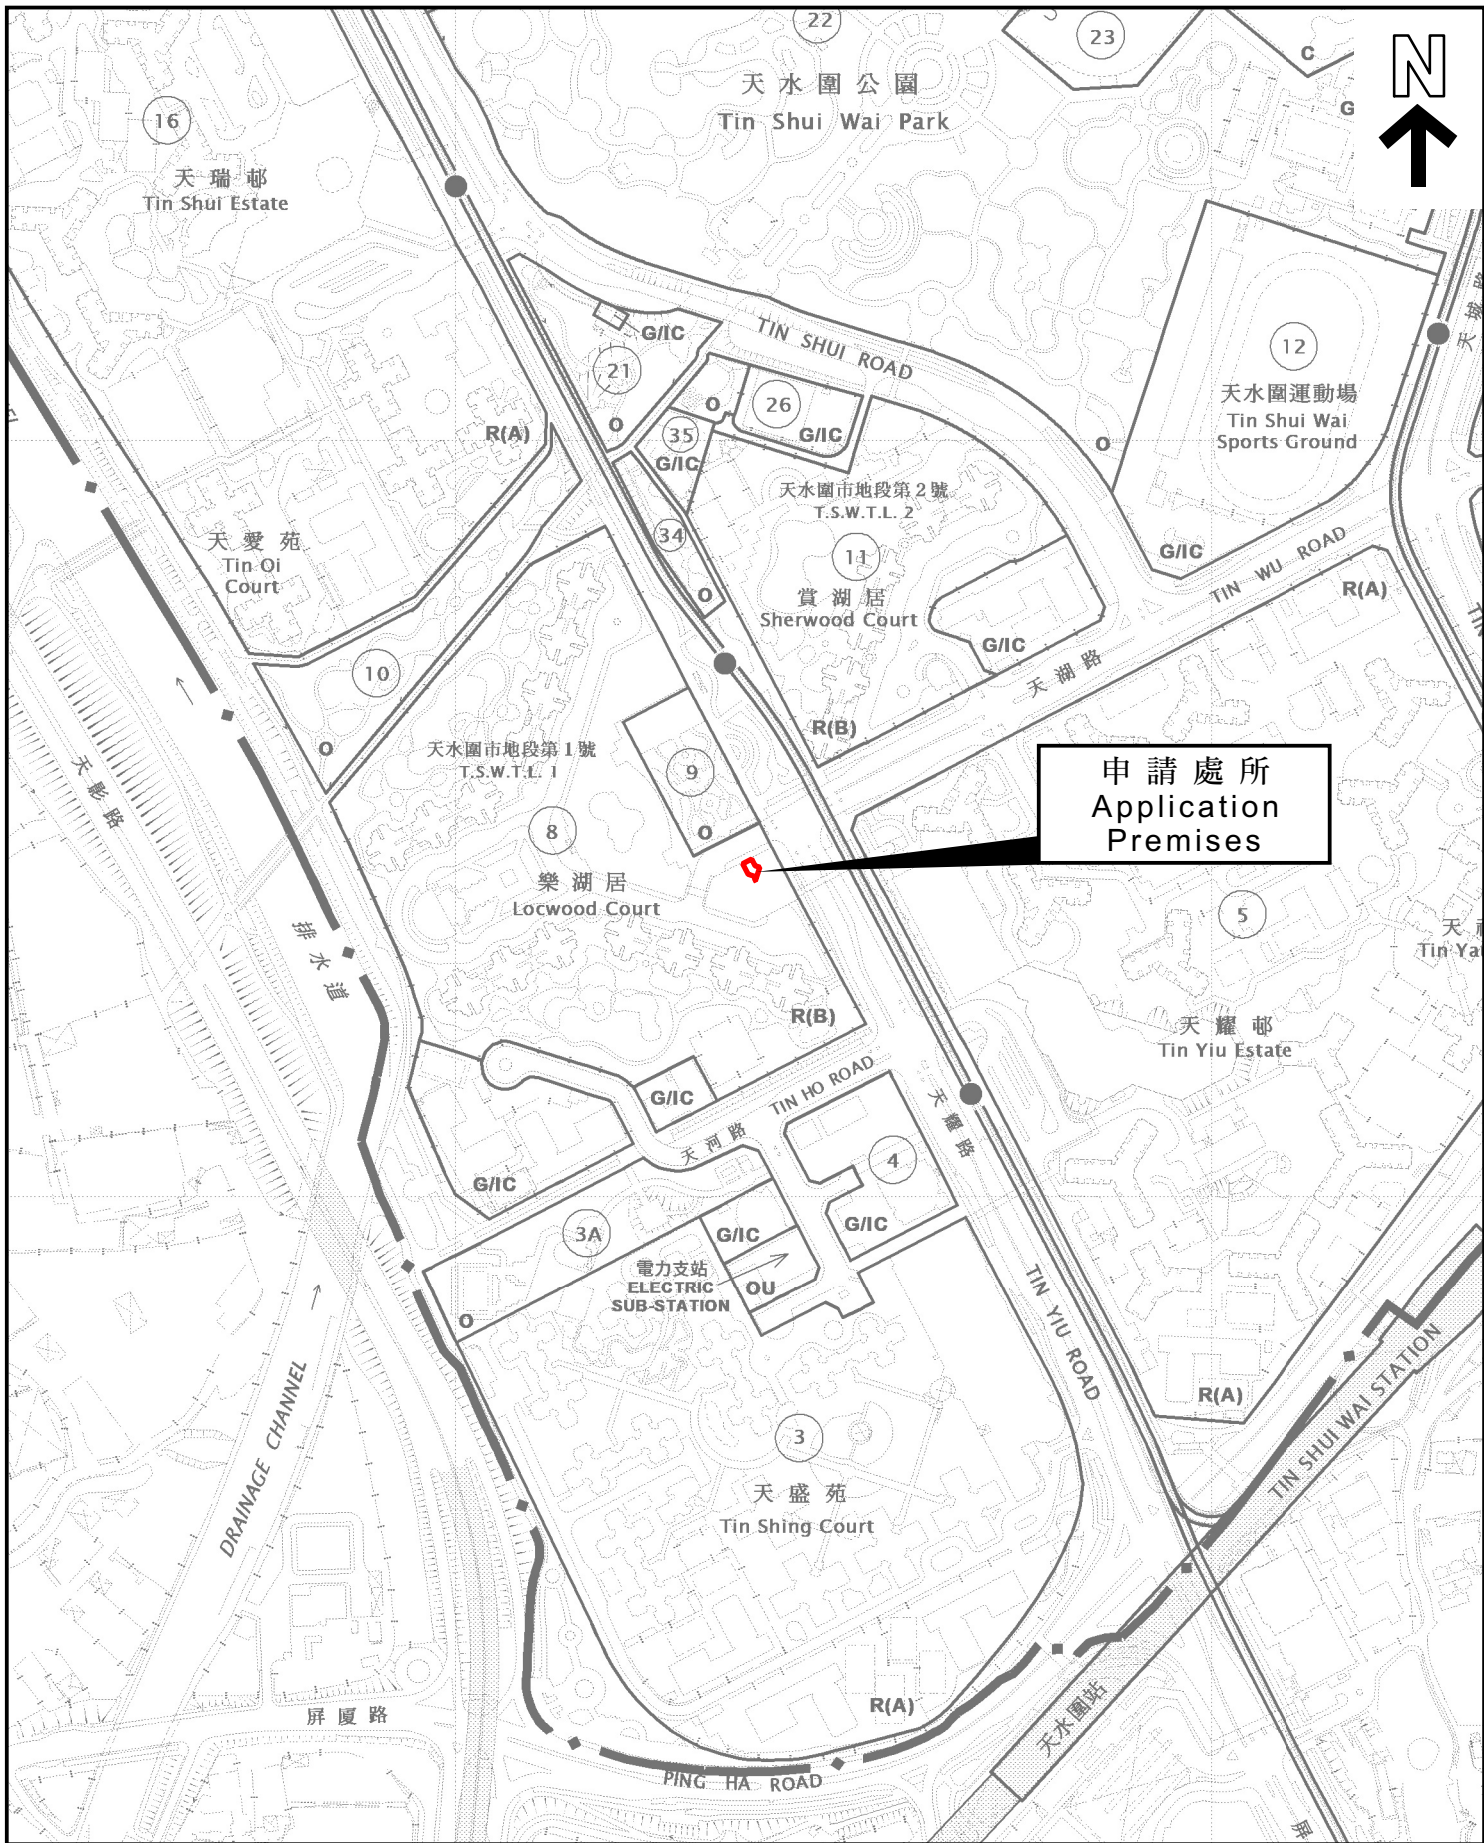 22
23
C
N
天水圍公園
Tin Shui Wai Park
G
16
天瑞邨
Tin Shui Estate
G/IC
TIN SHUI ROAD
12
天水圍運動場
Tin Shui Wai
Sports Ground
天城路
21
26
O
R(A)
O
35
G/IC
G/IC
O
天水圍市地段第2號
T.S.W.T.L. 2
天愛苑
Tin Oi
Court
34
11
G/IC
TIN WU ROAD
R(A)
O
賞湖居
Sherwood Court
G/IC
天湖路
10
O
R(B)
天水圍市地段第1號
T.S.W.T.L. 1
9
天影路
申請處所
Application
Premises
8
O
樂湖居
Locwood Court
5
排水道
天
Tin Ya
R(B)
天耀邨
Tin Yiu Estate
G/IC
TIN HO ROAD
天河路
天耀路
4
G/IC
3A
G/IC
G/IC
電力支站
ELECTRIC
SUB-STATION
OU
O
TIN YIU ROAD
DRAINAGE CHANNEL
R(A)
TIN SHUI WAI STATION
3
天盛苑
Tin Shing Court
R(A)
屏廈路
天水圍站
PING HA ROAD
屏